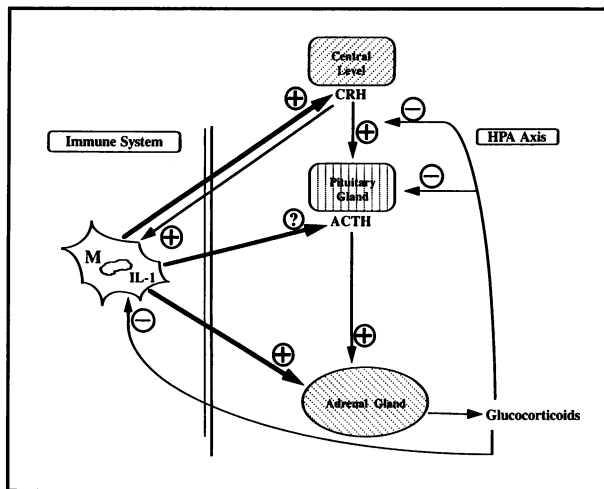 Central
Level
CRH
Immune System
HPA Axis
Pituitary
Gland
ACTH
?
M
IL-1
Adrenal Gland
Glucocorticoids
+
+
+
+
+
−
−
−